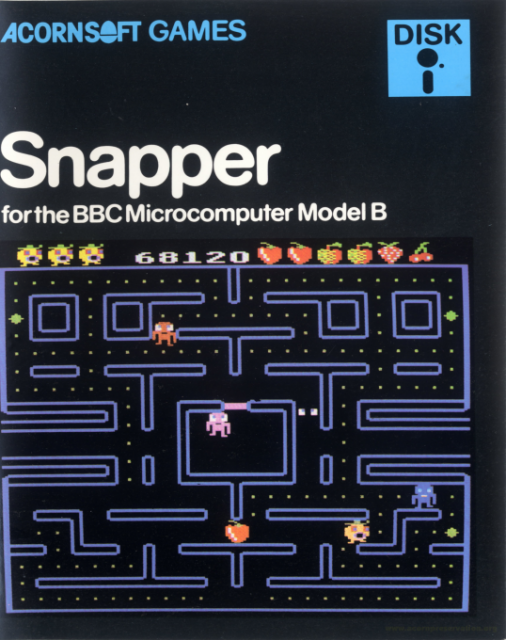 ACORNSOFT GAMES
DISK
Snapper
for the BBC Microcomputer Model B
68120